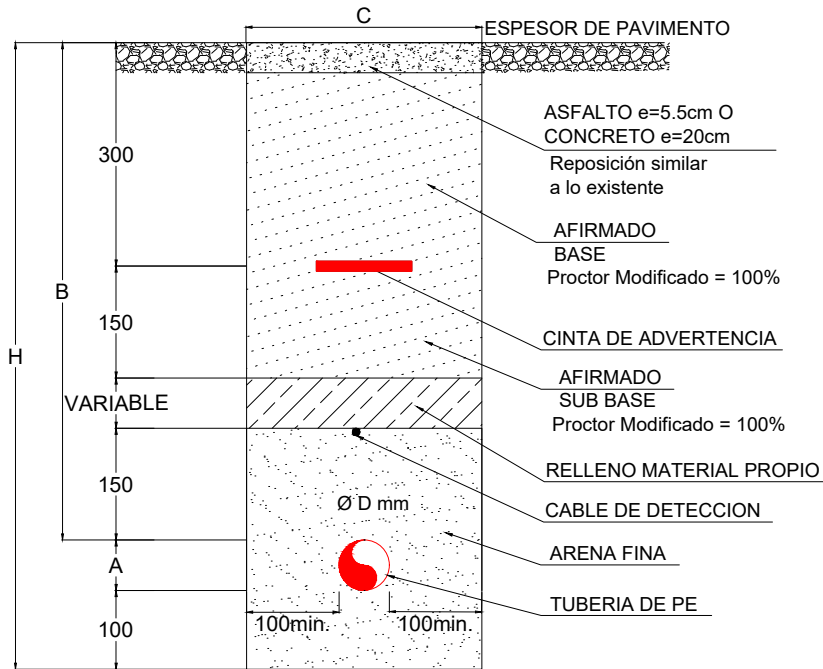 C
ESPESOR DE PAVIMENTO
ASFALTO e=5.5cm O
CONCRETO e=20cm
Reposición similar
a lo existente
300
AFIRMADO
BASE
Proctor Modificado = 100%
B
150
H
CINTA DE ADVERTENCIA
AFIRMADO
SUB BASE
Proctor Modificado = 100%
VARIABLE
RELLENO MATERIAL PROPIO
150
Ø D mm
CABLE DE DETECCION
ARENA FINA
A
TUBERIA DE PE
100
100min.
100min.